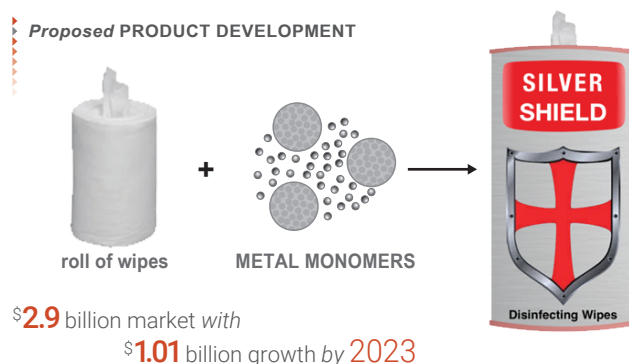 Proposed PRODUCT DEVELOPMENT
SILVER
SHIELD
+
roll of wipes
METAL MONOMERS
Disinfecting Wipes
$2.9 billion market with
$1.01 billion growth by 2023